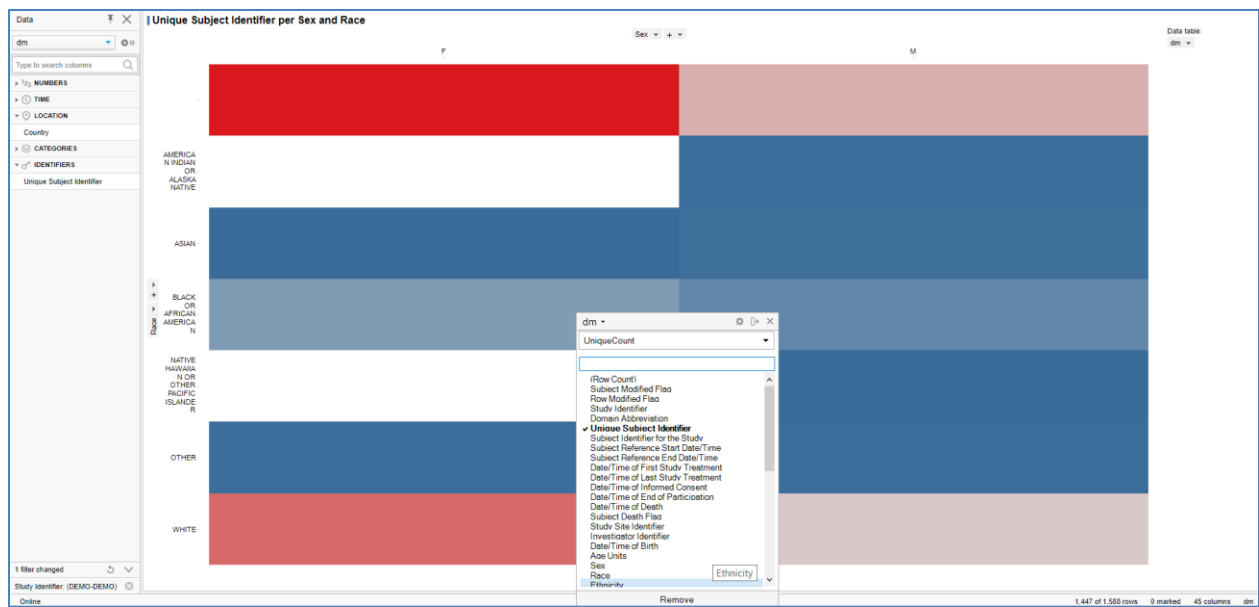 Data
dm
Type to search columns
NUMBERS
TIME
LOCATION
Country
CATEGORIES
IDENTIFIERS
Unique Subject Identifier
1 filter changed
Study Identifier: (DEMO-DEMO)
Unique Subject Identifier per Sex and Race
Sex
+
F
M
Data table:
dm
AMERICA
N INDIAN
OR
ALASKA
NATIVE
ASIAN
BLACK
OR
AFRICAN
AMERICA
N
NATIVE
HAWAIIA
N OR
OTHER
PACIFIC
ISLANDE
R
OTHER
WHITE
+
Race
dm
UniqueCount
(Row Count)
Subject Modified Flag
Row Modified Flag
Study Identifier
Domain Abbreviation
Unique Subject Identifier
Subject Identifier for the Study
Subject Reference Start Date/Time
Subject Reference End Date/Time
Date/Time of First Study Treatment
Date/Time of Last Study Treatment
Date/Time of Informed Consent
Date/Time of End of Participation
Date/Time of Death
Subject Death Flag
Study Site Identifier
Investigator Identifier
Date/Time of Birth
Age Units
Sex
Race
Ethnicity
Ethnicity
Remove
Online
1,447 of 1,588 rows 0 marked 45 columns dm